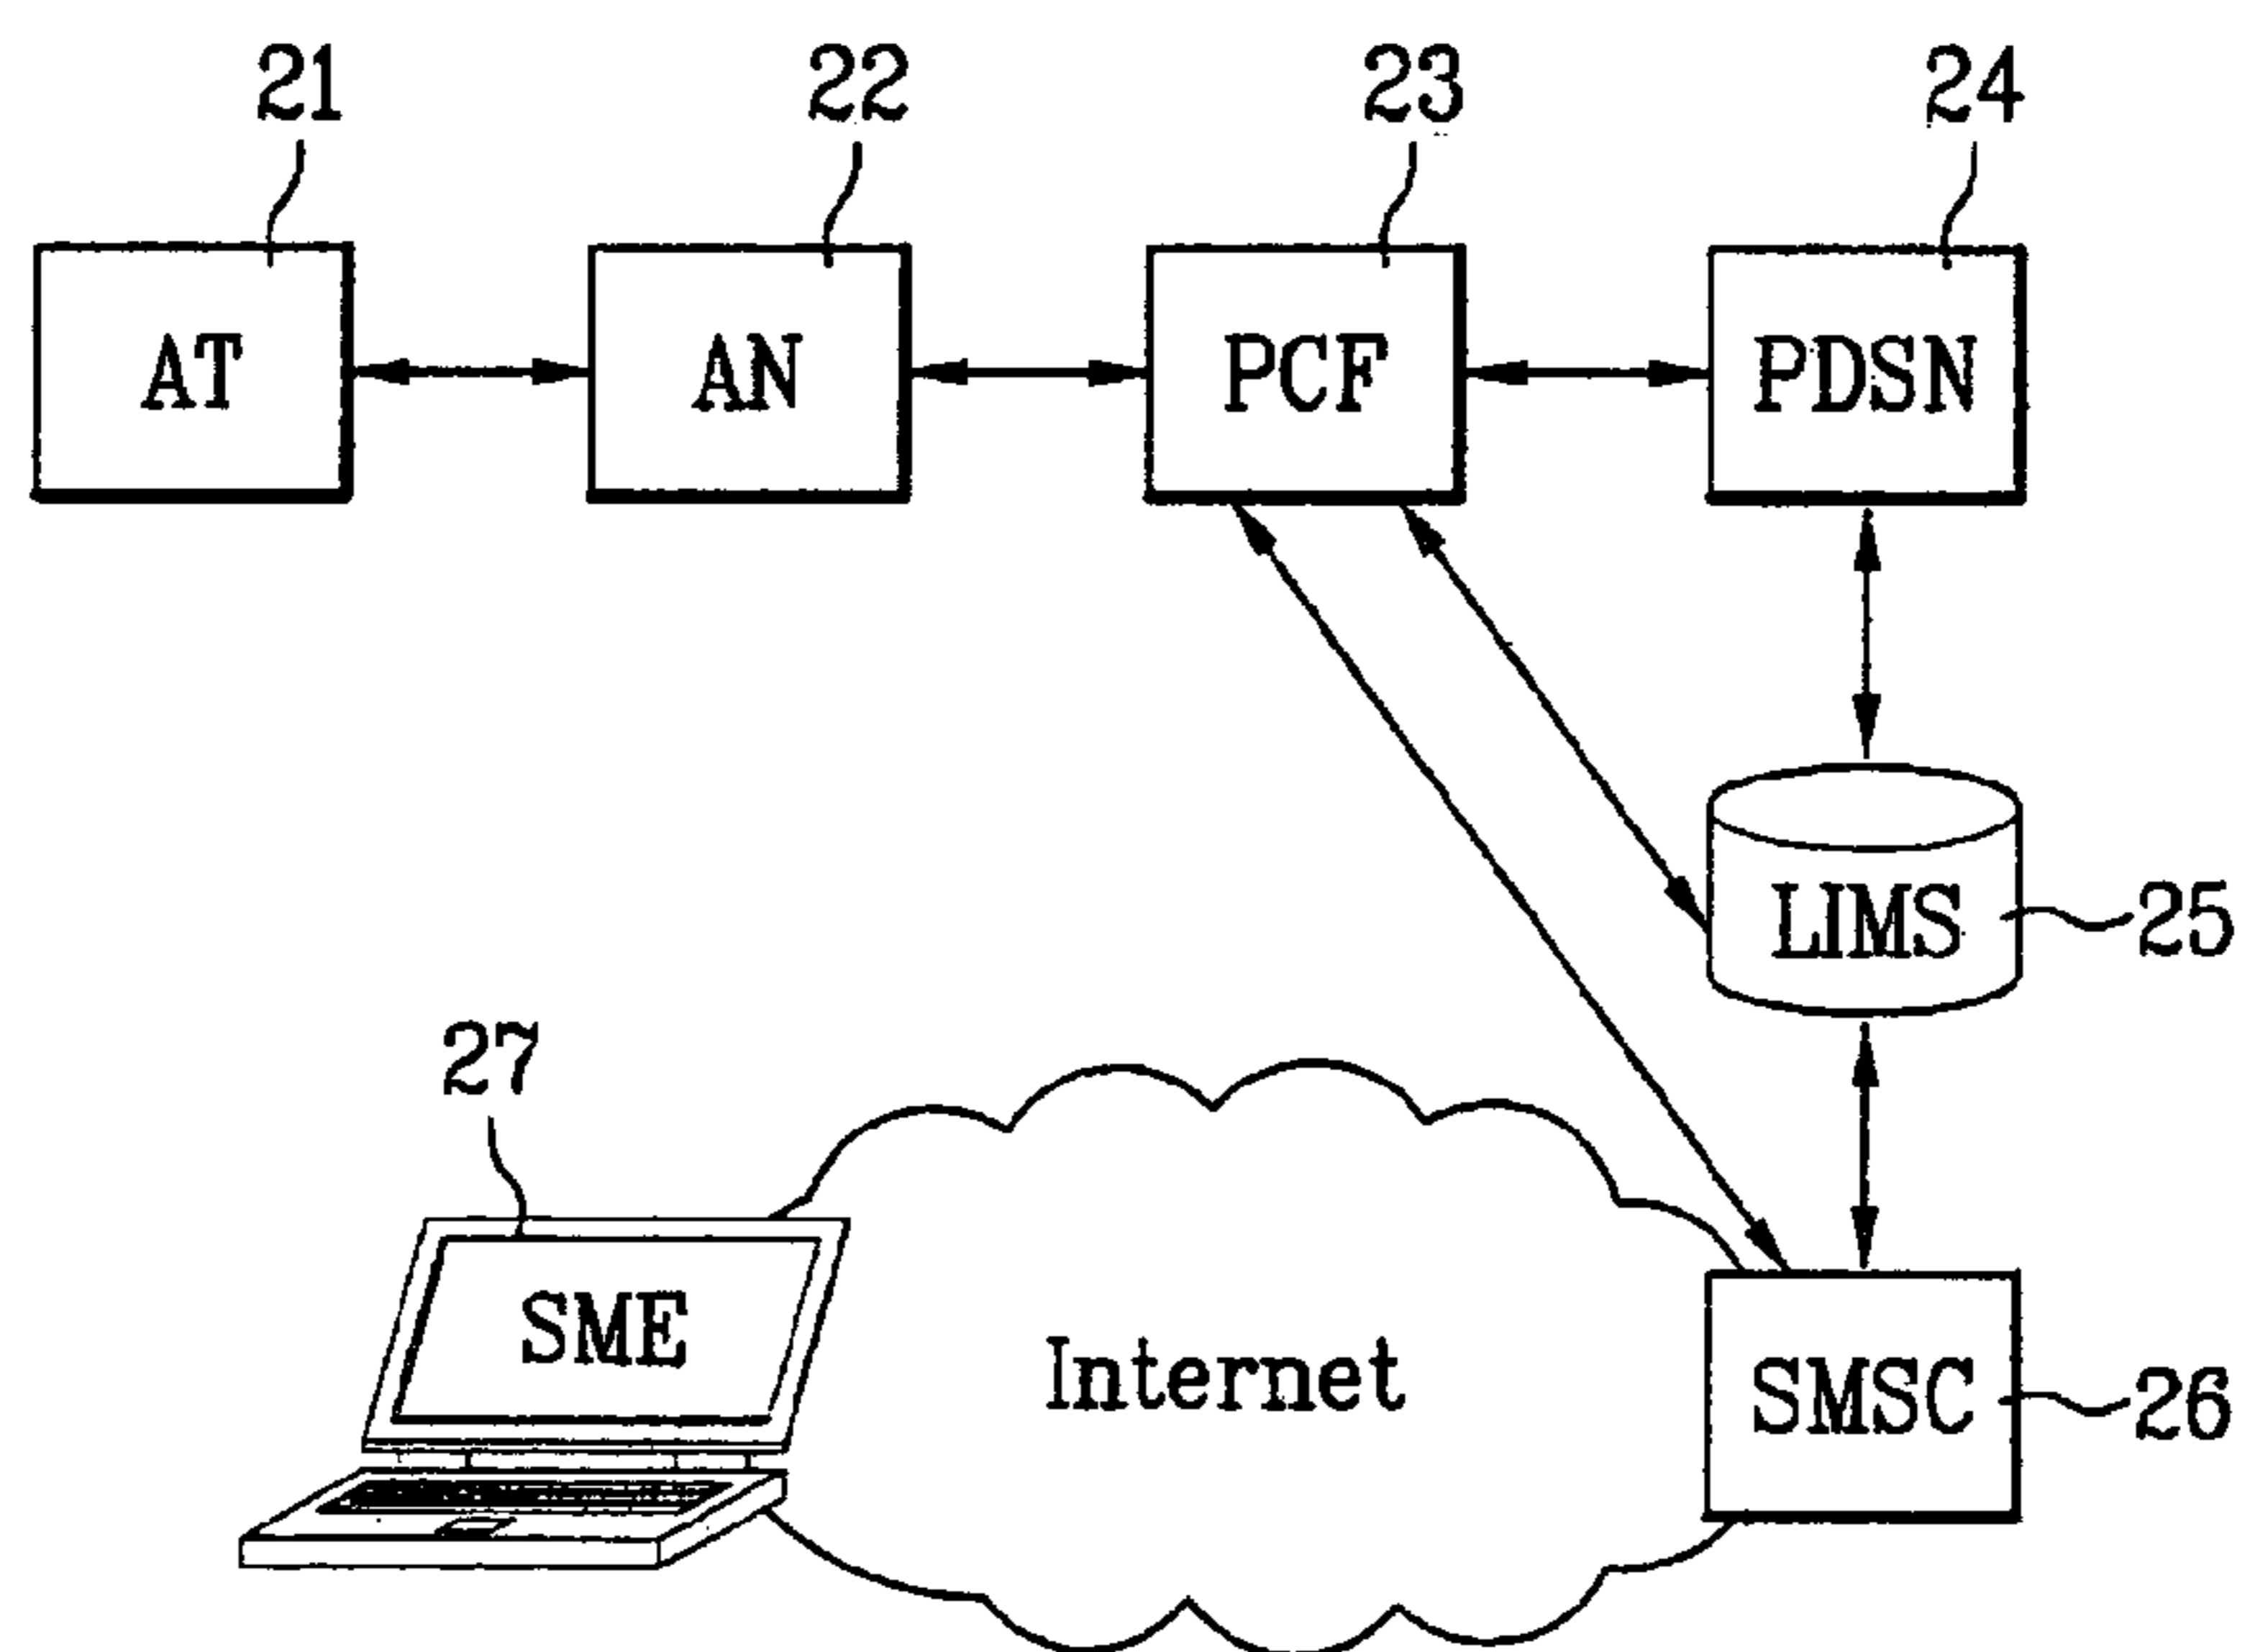 21 22 23 24
AT AN PCF PDSN
LIMS 25
27
SME
Internet
SMSC 26